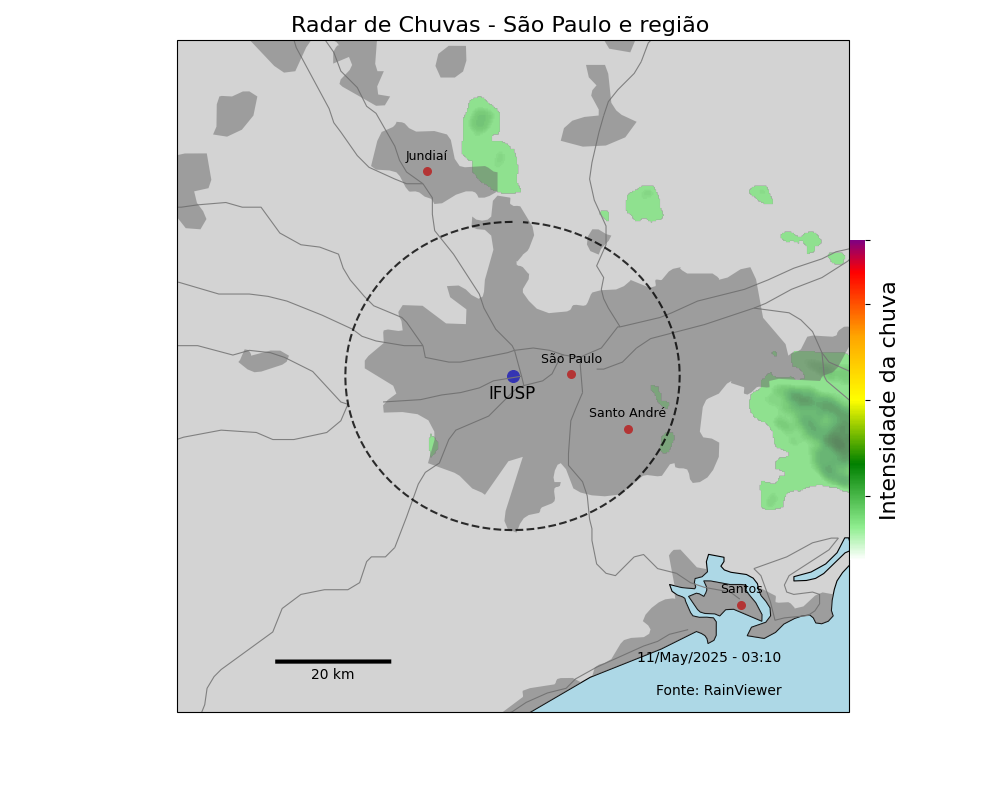 Radar de Chuvas - São Paulo e região
Jundiaí
São Paulo
IFUSP
Santo André
Santos
11/May/2025 - 03:10
20 km
Fonte: RainViewer
Intensidade da chuva